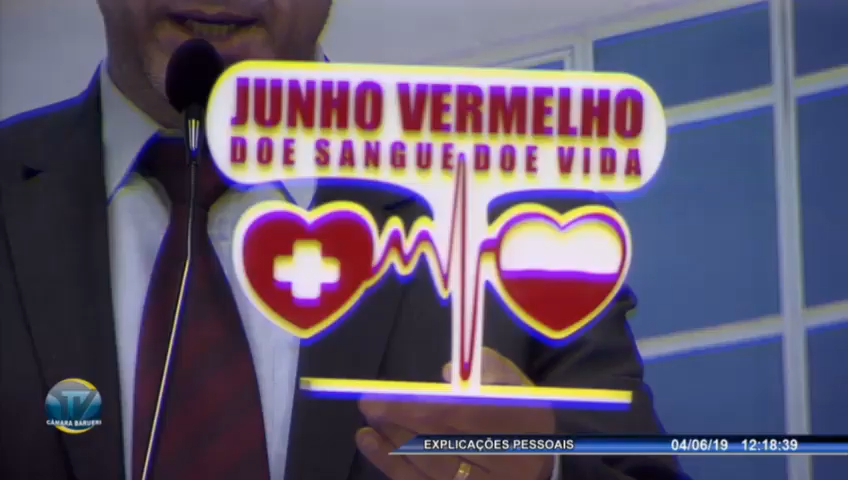 JUNHO VERMELHO
DOE SANGUE DOE VIDA
TV
CÂMARA BARUERI
EXPLICAÇÕES PESSOAIS 04/06/19 12:18:39